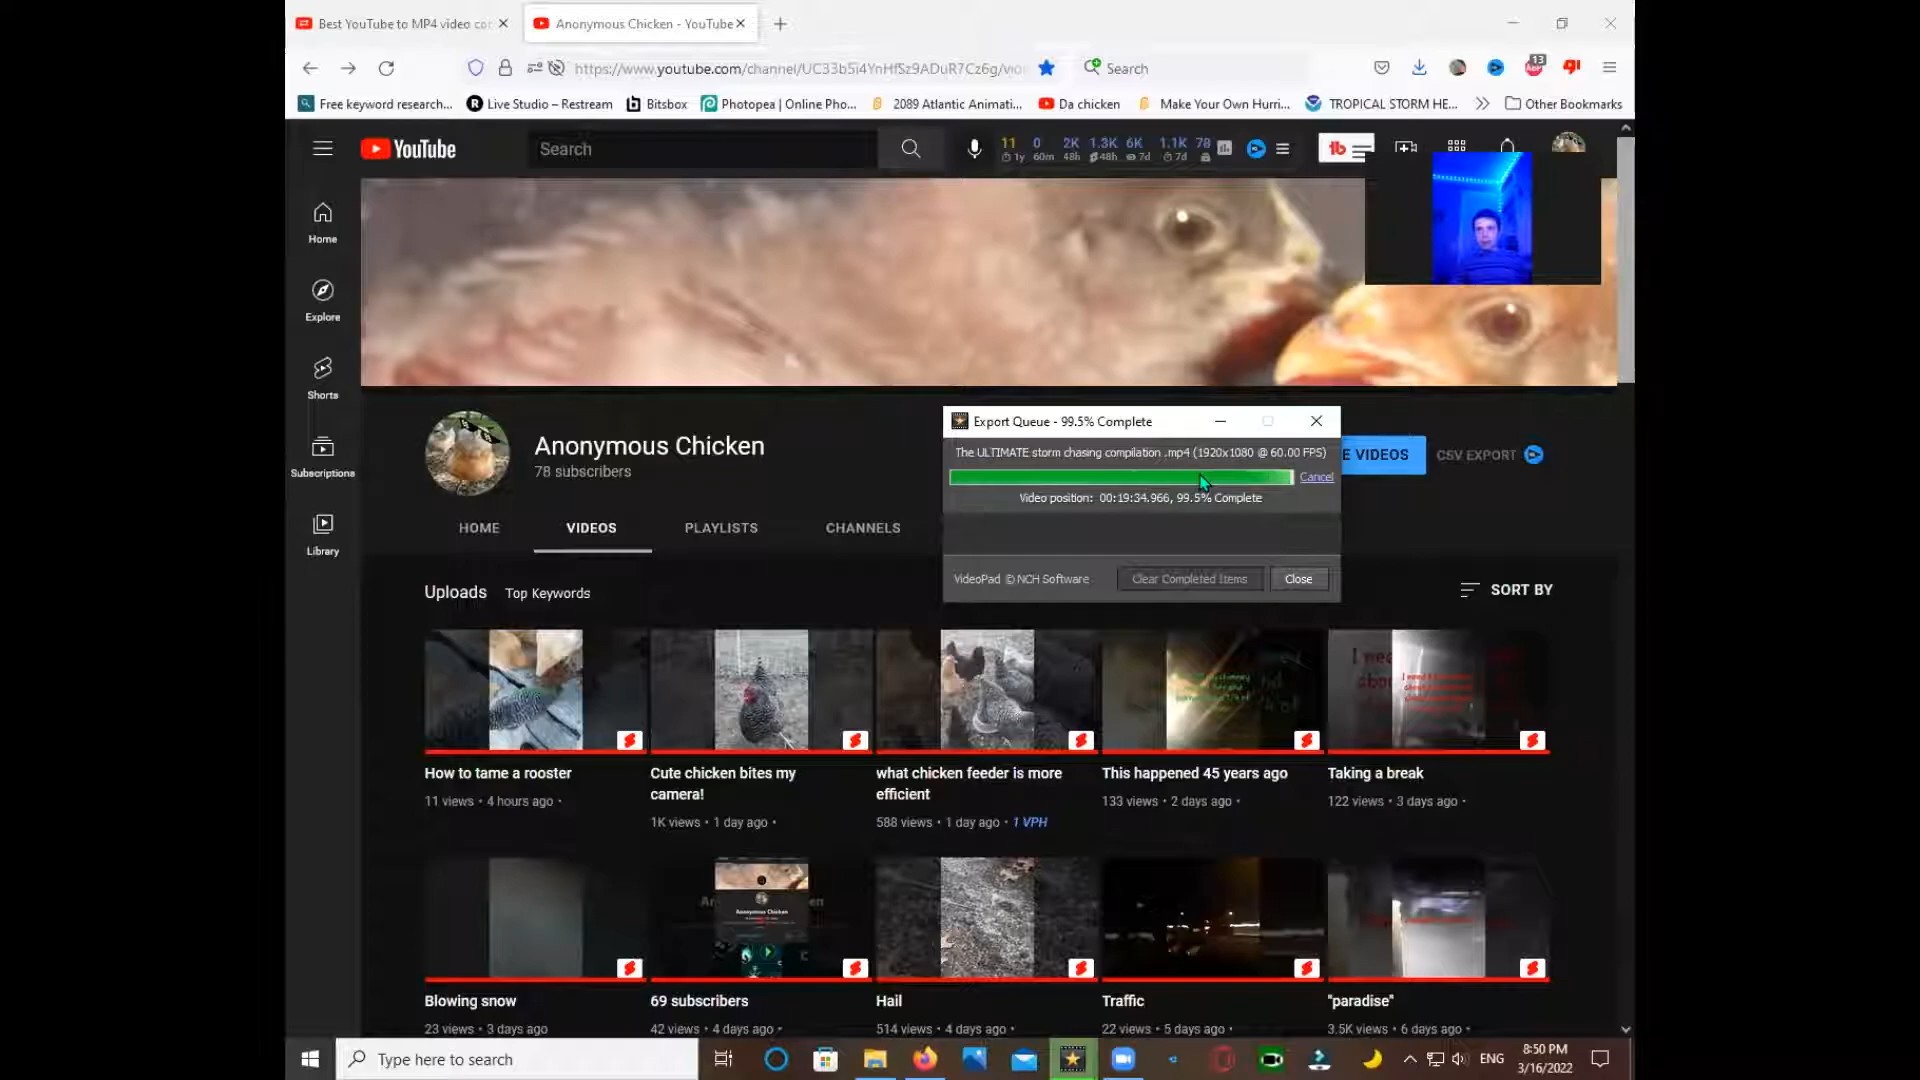 Best YouTube to MP4 video co
Anonymous Chicken - YouTube
https://www.youtube.com/channel/UC33b5i4YnHfSz9ADuR7Cz6g/vid
Search
13
Free keyword research...
Live Studio – Restream
Bitsbox
Photopea | Online Pho...
2089 Atlantic Animati...
Da chicken
Make Your Own Hurri...
TROPICAL STORM HE...
Other Bookmarks
YouTube
Search
11 0 2K 1.3K 6K 1.1K 78
1y 60m 48h 48h 7d 7d
Home
Explore
Shorts
Subscriptions
Library
Anonymous Chicken
78 subscribers
E VIDEOS
CSV EXPORT
HOME
VIDEOS
PLAYLISTS
CHANNELS
Export Queue - 99.5% Complete
The ULTIMATE storm chasing compilation .mp4 (1920x1080 @ 60.00 FPS)
Cancel
Video position: 00:19:34.966, 99.5% Complete
VideoPad © NCH Software
Clear Completed Items
Close
Uploads
Top Keywords
SORT BY
How to tame a rooster
11 views • 4 hours ago •
Cute chicken bites my
camera!
1K views • 1 day ago •
what chicken feeder is more
efficient
588 views • 1 day ago • 1 VPH
This happened 45 years ago
133 views • 2 days ago •
Taking a break
122 views • 3 days ago •
Blowing snow
23 views • 3 days ago
69 subscribers
42 views • 4 days ago •
Hail
514 views • 4 days ago •
Traffic
22 views • 5 days ago •
"paradise"
3.5K views • 6 days ago •
Type here to search
ENG
8:50 PM
3/16/2022